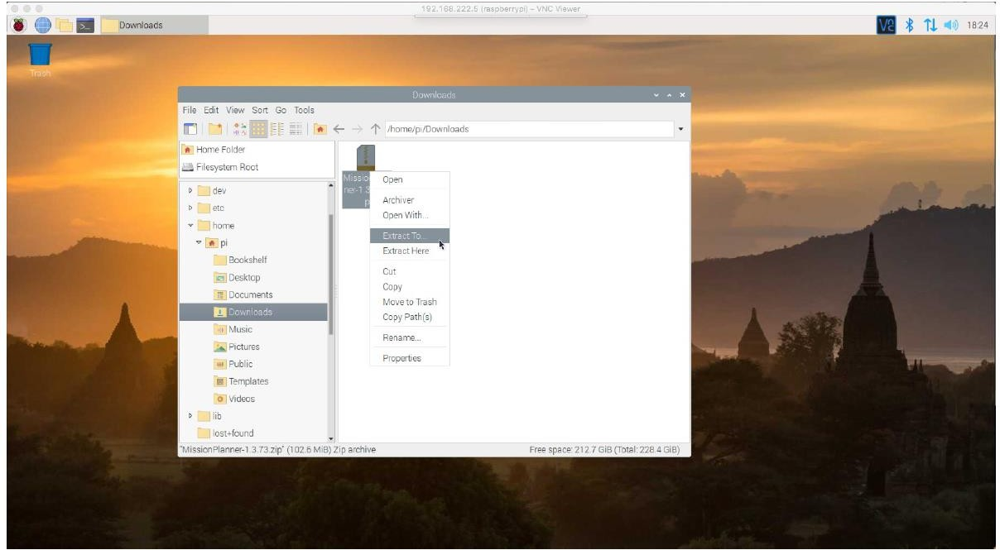 192.168.222.5 (raspberrypi) – VNC Viewer
Downloads
18:24
Trash
Downloads
File Edit View Sort Go Tools
/home/pi/Downloads
Home Folder
Filesystem Root
dev
etc
home
pi
Bookshelf
Desktop
Documents
Downloads
Music
Pictures
Public
Templates
Videos
lib
lost+found
Missio
ner-1.3
p
Open
Archiver
Open With...
Extract To...
Extract Here
Cut
Copy
Move to Trash
Copy Path(s)
Rename...
Properties
"MissionPlanner-1.3.73.zip" (102.6 MiB) Zip archive
Free space: 212.7 GiB (Total: 228.4 GiB)